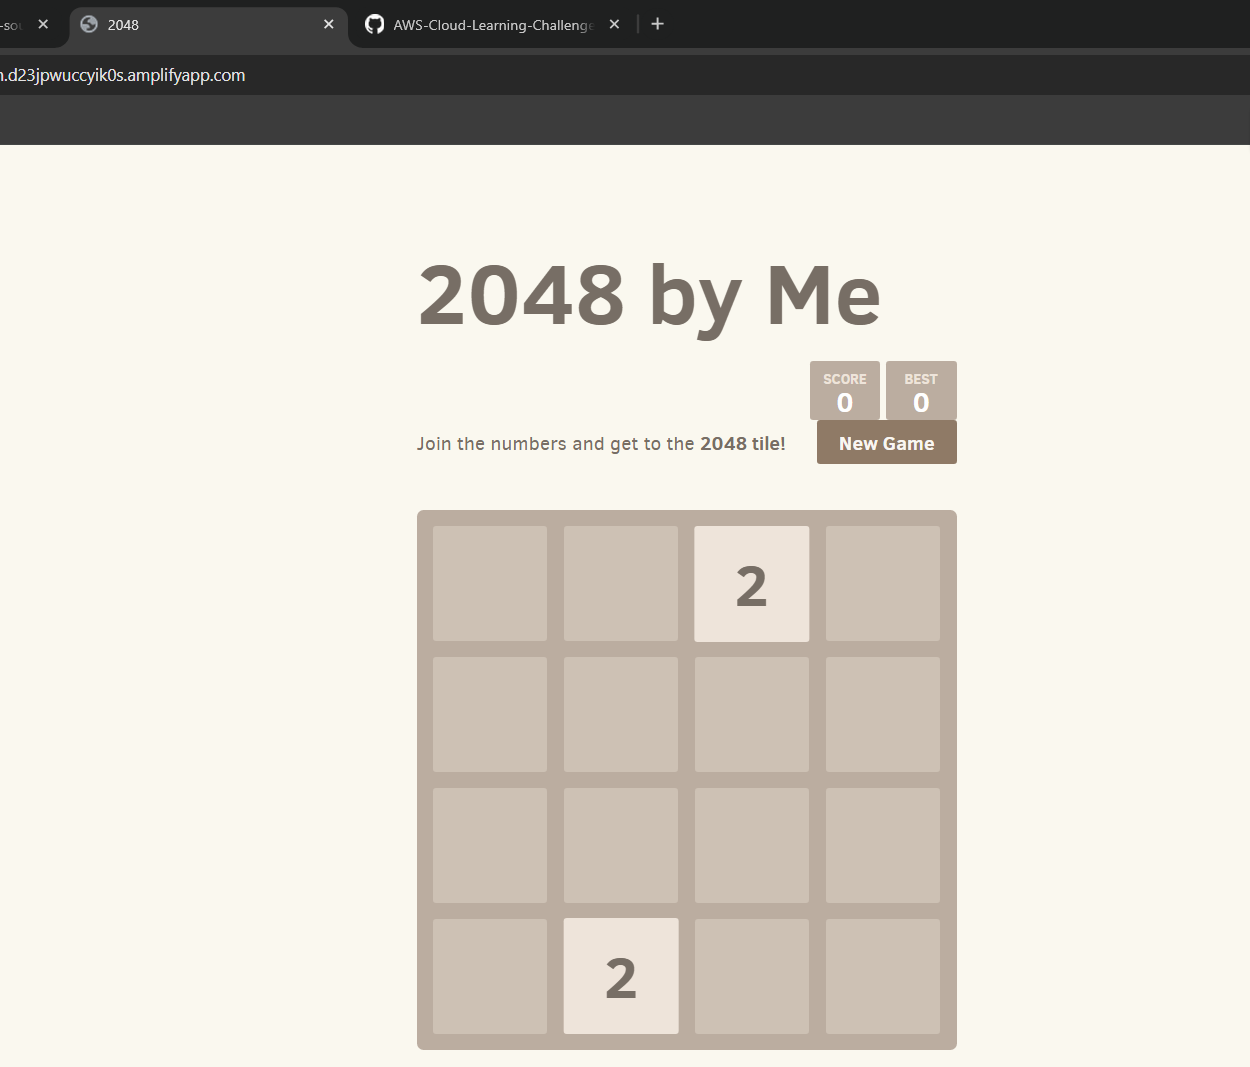 2048
AWS-Cloud-Learning-Challenge
.d23jpwuccyik0s.amplifyapp.com
2048 by Me
SCORE
0
BEST
0
Join the numbers and get to the 2048 tile!
New Game
2
2